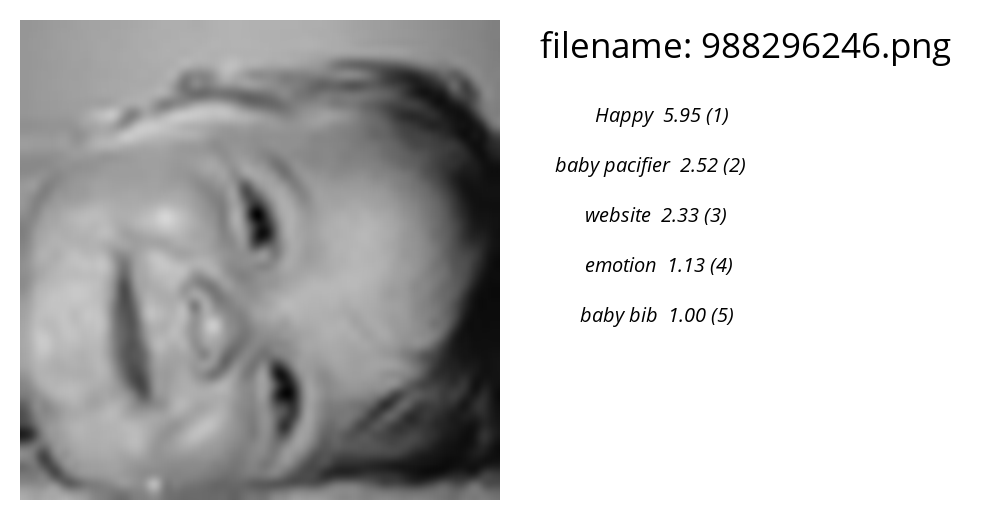 filename: 988296246.png
Happy 5.95 (1)
baby pacifier 2.52 (2)
website 2.33 (3)
emotion 1.13 (4)
baby bib 1.00 (5)